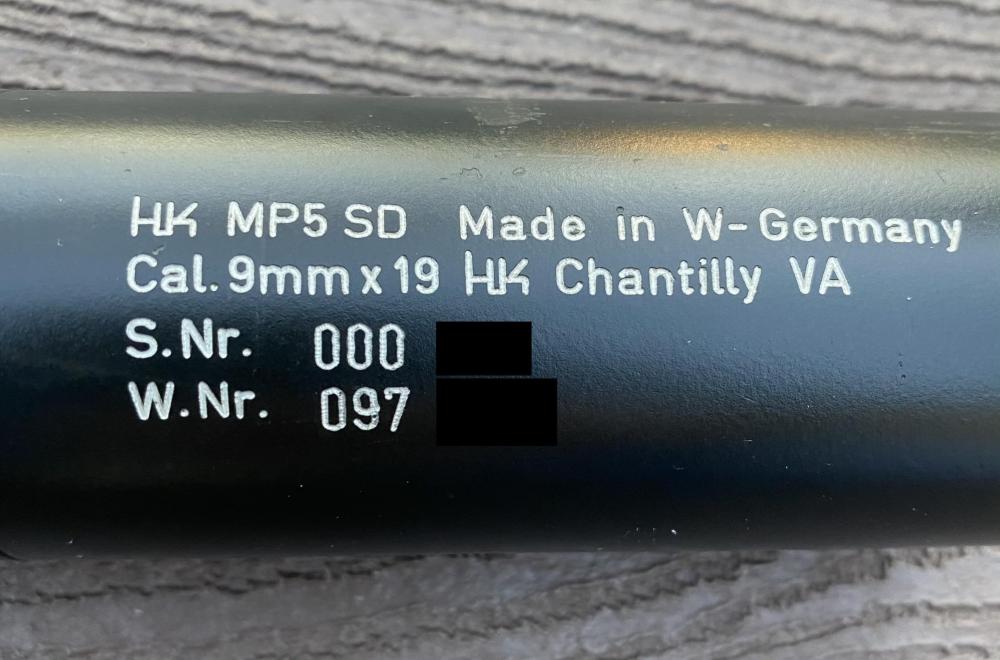 HK MP5 SD Made in W-Germany
Cal. 9mm x 19 HK Chantilly VA
S.Nr. 000
W.Nr. 097